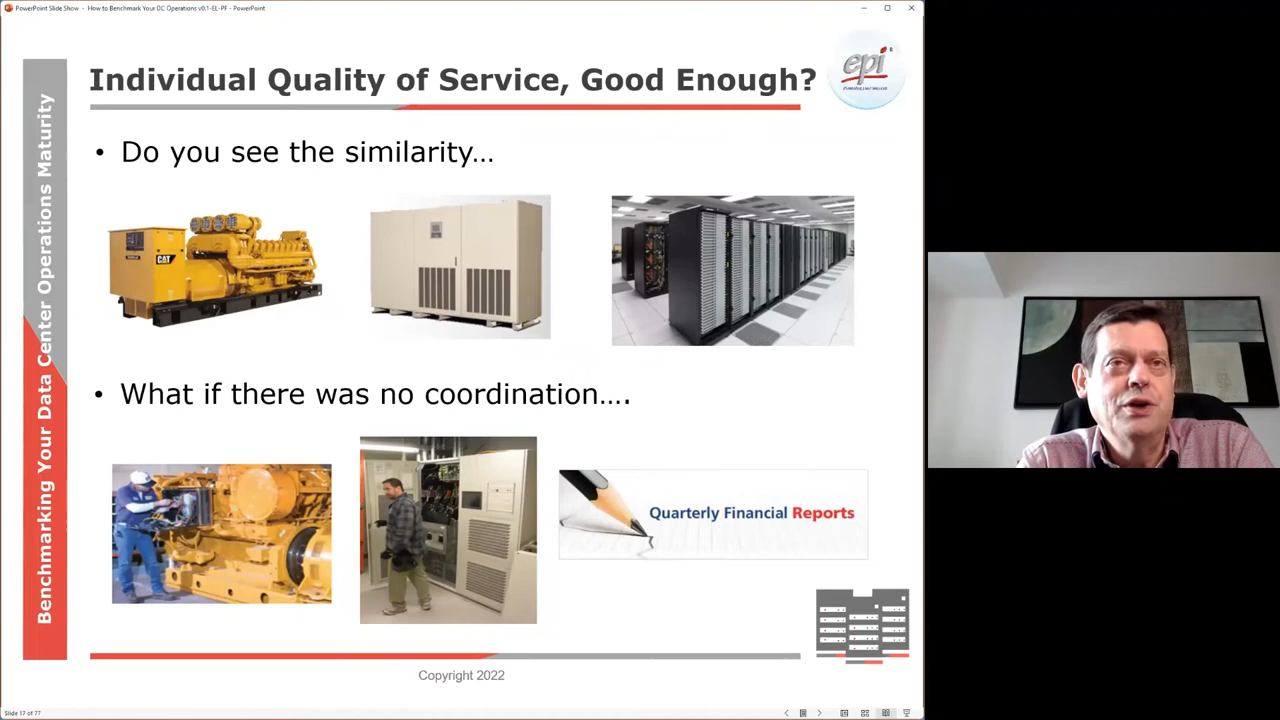 PowerPoint Slide Show - How to Benchmark Your DC Operations v0.1-EL-PF - PowerPoint
Individual Quality of Service, Good Enough?
epi
Benchmarking Your Data Center Operations Maturity
• Do you see the similarity…
CAT
• What if there was no coordination….
Quarterly Financial Reports
Copyright 2022
Slide 17 of 77